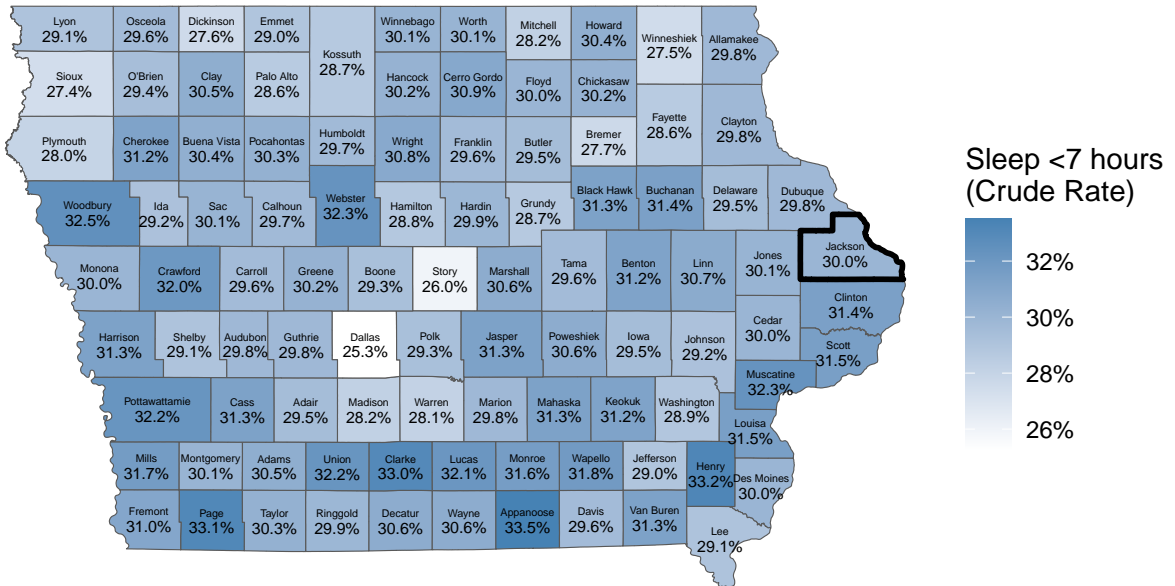 Lyon
29.1%
Osceola
29.6%
Dickinson
27.6%
Emmet
29.0%
Kossuth
28.7%
Winnebago
30.1%
Worth
30.1%
Mitchell
28.2%
Howard
30.4%
Winneshiek
27.5%
Allamakee
29.8%
Sioux
27.4%
O'Brien
29.4%
Clay
30.5%
Palo Alto
28.6%
Hancock
30.2%
Cerro Gordo
30.9%
Floyd
30.0%
Chickasaw
30.2%
Fayette
28.6%
Clayton
29.8%
Plymouth
28.0%
Cherokee
31.2%
Buena Vista
30.4%
Pocahontas
30.3%
Humboldt
29.7%
Wright
30.8%
Franklin
29.6%
Butler
29.5%
Bremer
27.7%
Woodbury
32.5%
Ida
29.2%
Sac
30.1%
Calhoun
29.7%
Webster
32.3%
Hamilton
28.8%
Hardin
29.9%
Grundy
28.7%
Black Hawk
31.3%
Buchanan
31.4%
Delaware
29.5%
Dubuque
29.8%
Monona
30.0%
Crawford
32.0%
Carroll
29.6%
Greene
30.2%
Boone
29.3%
Story
26.0%
Marshall
30.6%
Tama
29.6%
Benton
31.2%
Linn
30.7%
Jones
30.1%
Jackson
30.0%
Clinton
31.4%
Harrison
31.3%
Shelby
29.1%
Audubon
29.8%
Guthrie
29.8%
Dallas
25.3%
Polk
29.3%
Jasper
31.3%
Poweshiek
30.6%
Iowa
29.5%
Johnson
29.2%
Cedar
30.0%
Scott
31.5%
Muscatine
32.3%
Pottawattamie
32.2%
Cass
31.3%
Adair
29.5%
Madison
28.2%
Warren
28.1%
Marion
29.8%
Mahaska
31.3%
Keokuk
31.2%
Washington
28.9%
Louisa
31.5%
Mills
31.7%
Montgomery
30.1%
Adams
30.5%
Union
32.2%
Clarke
33.0%
Lucas
32.1%
Monroe
31.6%
Wapello
31.8%
Jefferson
29.0%
Henry
33.2%
Des Moines
30.0%
Fremont
31.0%
Page
33.1%
Taylor
30.3%
Ringgold
29.9%
Decatur
30.6%
Wayne
30.6%
Appanoose
33.5%
Davis
29.6%
Van Buren
31.3%
Lee
29.1%
Sleep <7 hours
(Crude Rate)
32%
30%
28%
26%